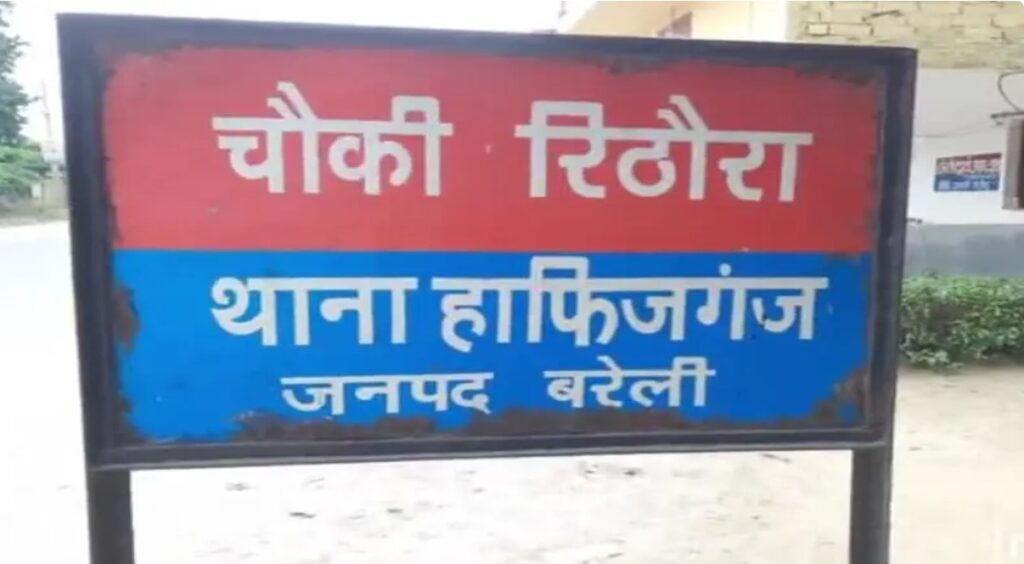 चौकी रिठौरा
थाना हाफिजगंज
जनपद बरेली